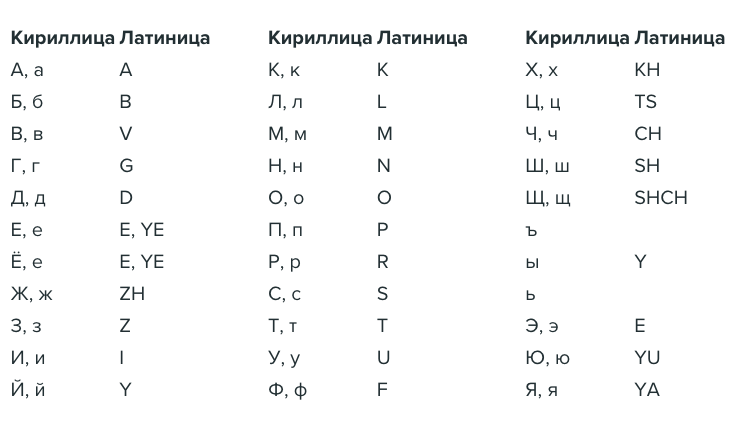 Кириллица Латиница Кириллица Латиница Кириллица Латиница
А, а A К, к K Х, х KH
Б, б B Л, л L Ц, ц TS
В, в V М, м M Ч, ч CH
Г, г G Н, н N Ш, ш SH
Д, д D О, о O Щ, щ SHCH
Е, е E, YE П, п P ъ
Ё, е E, YE Р, р R ы Y
Ж, ж ZH С, с S ь
З, з Z Т, т T Э, э E
И, и I У, у U Ю, ю YU
Й, й Y Ф, ф F Я, я YA